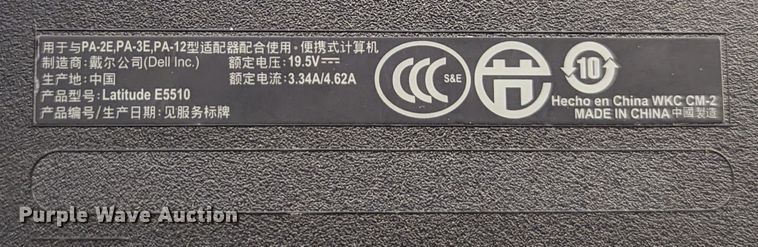 用于与PA-2E,PA-3E,PA-12型适配器配合使用·便携式计算机
制造商: 戴尔公司(Dell Inc.) 额定电压: 19.5V⎓
生产地: 中国 额定电流: 3.34A/4.62A
产品型号: Latitude E5510
产品编号/生产日期: 见服务标牌
CCC S&E
10
Hecho en China WKC CM-2
MADE IN CHINA 中國製造
Purple Wave Auction